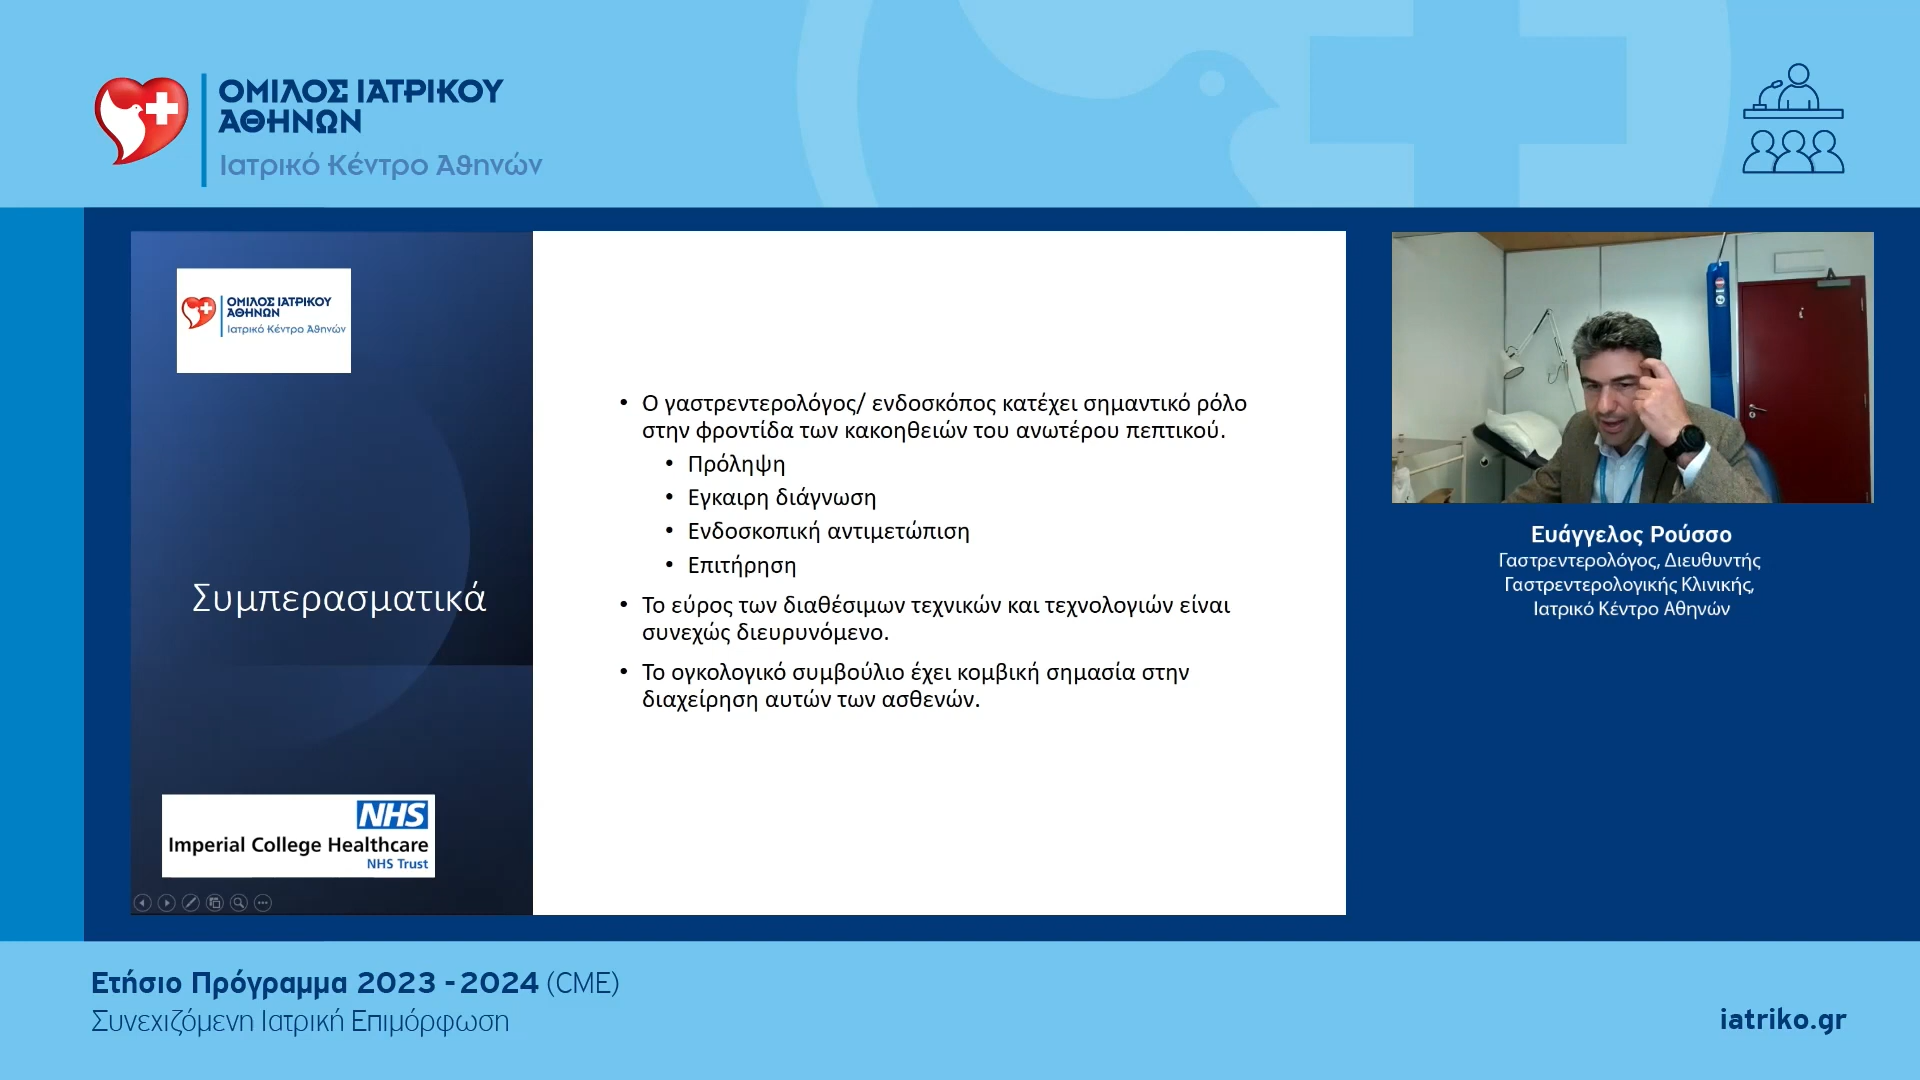 ΟΜΙΛΟΣ ΙΑΤΡΙΚΟΥ
ΑΘΗΝΩΝ
Ιατρικό Κέντρο Αθηνών
ΟΜΙΛΟΣ ΙΑΤΡΙΚΟΥ
ΑΘΗΝΩΝ
Ιατρικό Κέντρο Αθηνών
Συμπερασματικά
NHS
Imperial College Healthcare
NHS Trust
• Ο γαστρεντερολόγος/ ενδοσκόπος κατέχει σημαντικό ρόλο
στην φροντίδα των κακοηθειών του ανωτέρου πεπτικού.
• Πρόληψη
• Εγκαιρη διάγνωση
• Ενδοσκοπική αντιμετώπιση
• Επιτήρηση
• Το εύρος των διαθέσιμων τεχνικών και τεχνολογιών είναι
συνεχώς διευρυνόμενο.
• Το ογκολογικό συμβούλιο έχει κομβική σημασία στην
διαχείρηση αυτών των ασθενών.
Ευάγγελος Ρούσσο
Γαστρεντερολόγος, Διευθυντής
Γαστρεντερολογικής Κλινικής,
Ιατρικό Κέντρο Αθηνών
Ετήσιο Πρόγραμμα 2023 - 2024 (CME)
Συνεχιζόμενη Ιατρική Επιμόρφωση
iatriko.gr